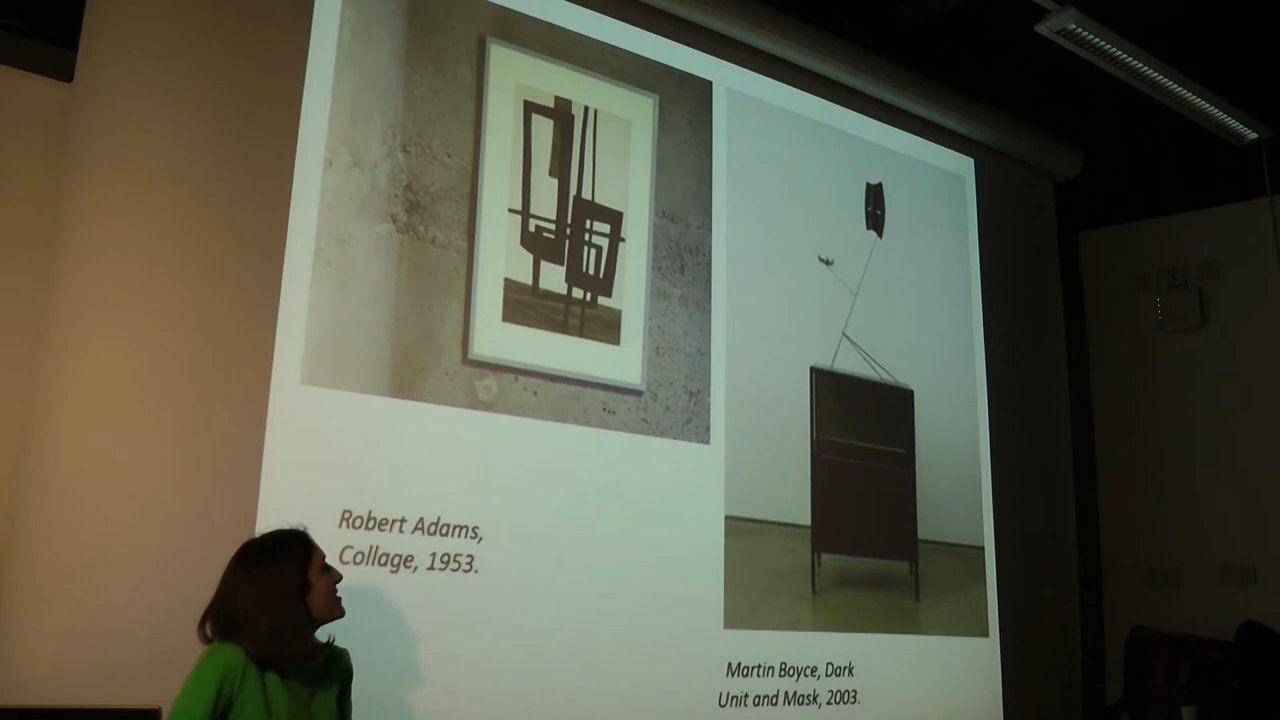 Robert Adams,
Collage, 1953.
Martin Boyce, Dark
Unit and Mask, 2003.